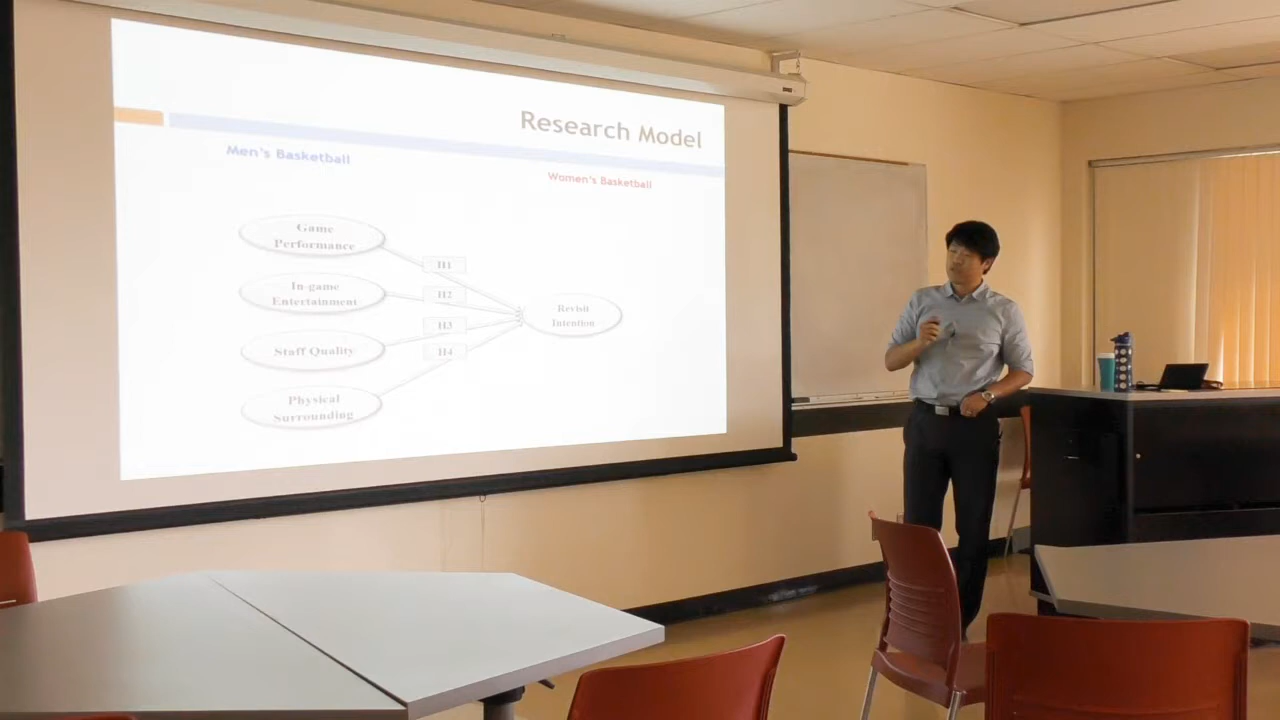 Research Model
Men's Basketball
Women's Basketball
Game
Performance
H1
In-game
Entertainment
H2
Revisit
Intention
H3
Staff Quality
H4
Physical
Surrounding